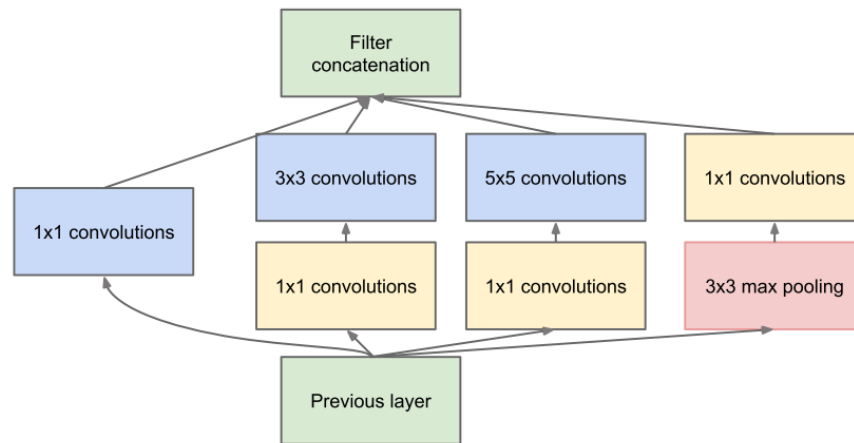 Filter
concatenation
3x3 convolutions
5x5 convolutions
1x1 convolutions
1x1 convolutions
1x1 convolutions
1x1 convolutions
3x3 max pooling
Previous layer